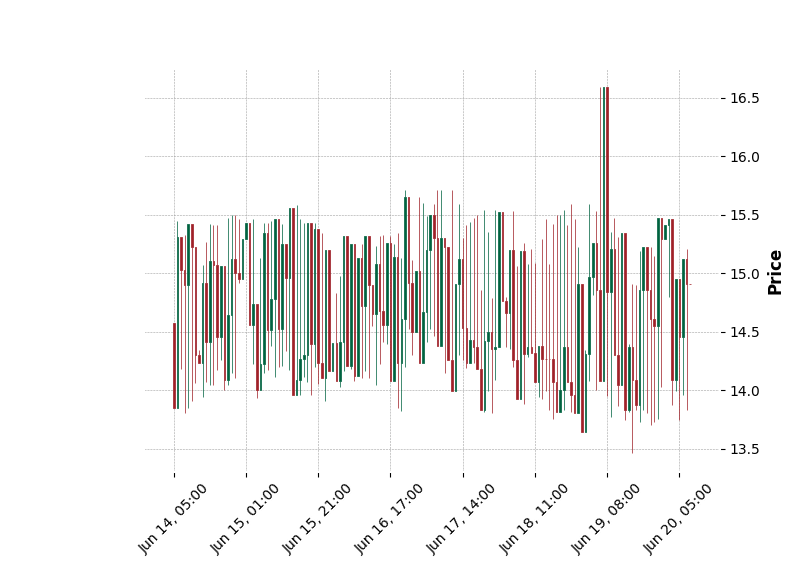 16.5
16.0
15.5
15.0
14.5
14.0
13.5
Price
Jun 14, 05:00
Jun 15, 01:00
Jun 15, 21:00
Jun 16, 17:00
Jun 17, 14:00
Jun 18, 11:00
Jun 19, 08:00
Jun 20, 05:00